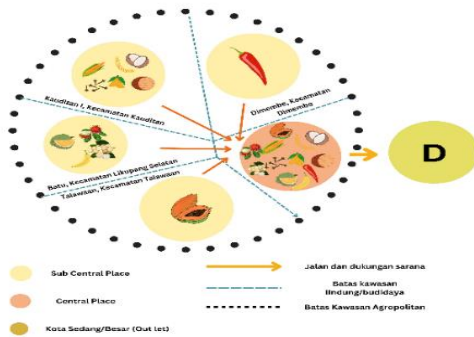 Kauditan I, Kecamatan Kauditan
Dimembe, Kecamatan
Dimembe
Batu, Kecamatan Likupang Selatan
Talawaan, Kecamatan Talawaan
D
Sub Central Place
Central Place
Kota Sedang/Besar (Out let)
Jalan dan dukungan sarana
Batas kawasan
lindung/budidaya
Batas Kawasan Agropolitan